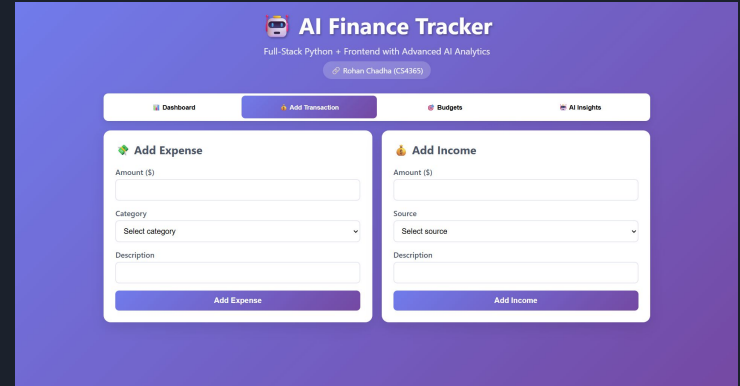 AI Finance Tracker
Full-Stack Python + Frontend with Advanced AI Analytics
Rohan Chadha (CS4365)
Dashboard
Add Transaction
Budgets
AI Insights
Add Expense
Amount ($)
Category
Select category
Description
Add Expense
Add Income
Amount ($)
Source
Select source
Description
Add Income